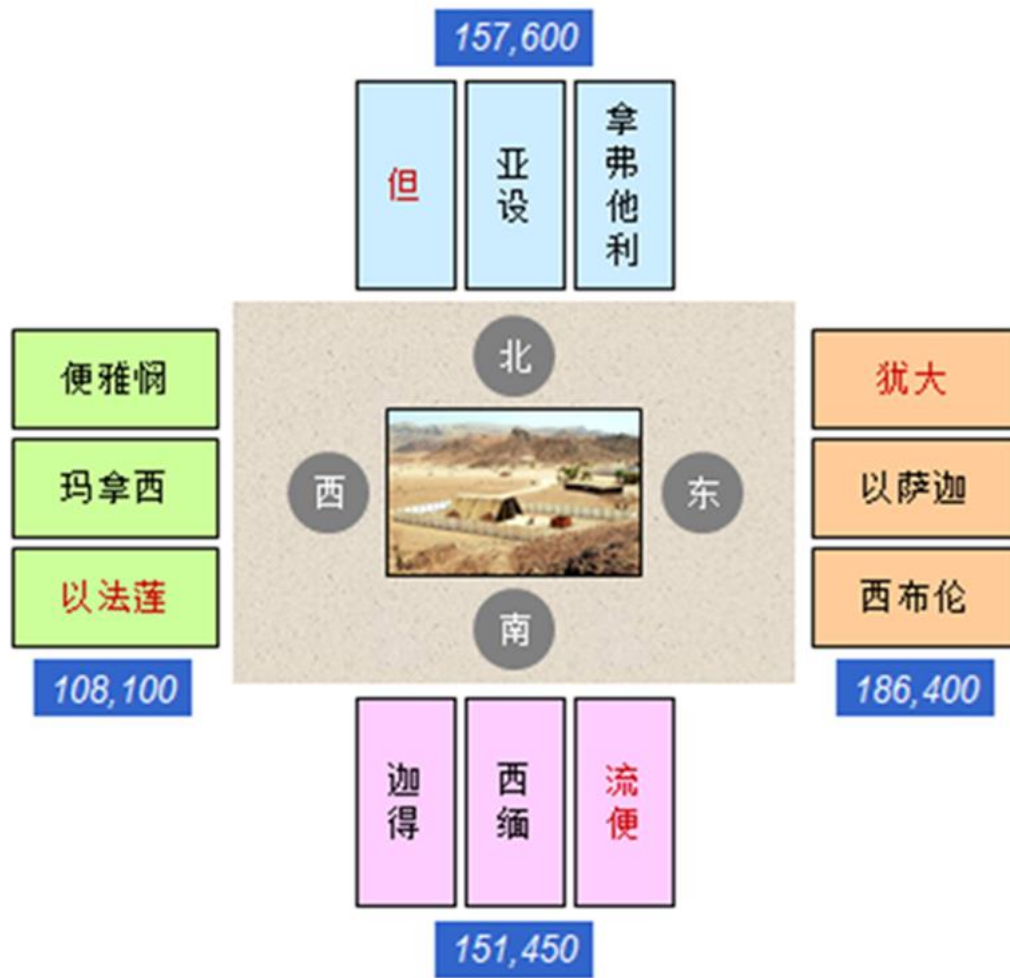 157,600
但
亚设
拿弗他利
北
便雅悯
玛拿西
以法莲
108,100
西
东
犹大
以萨迦
西布伦
186,400
南
迦得
西缅
流便
151,450